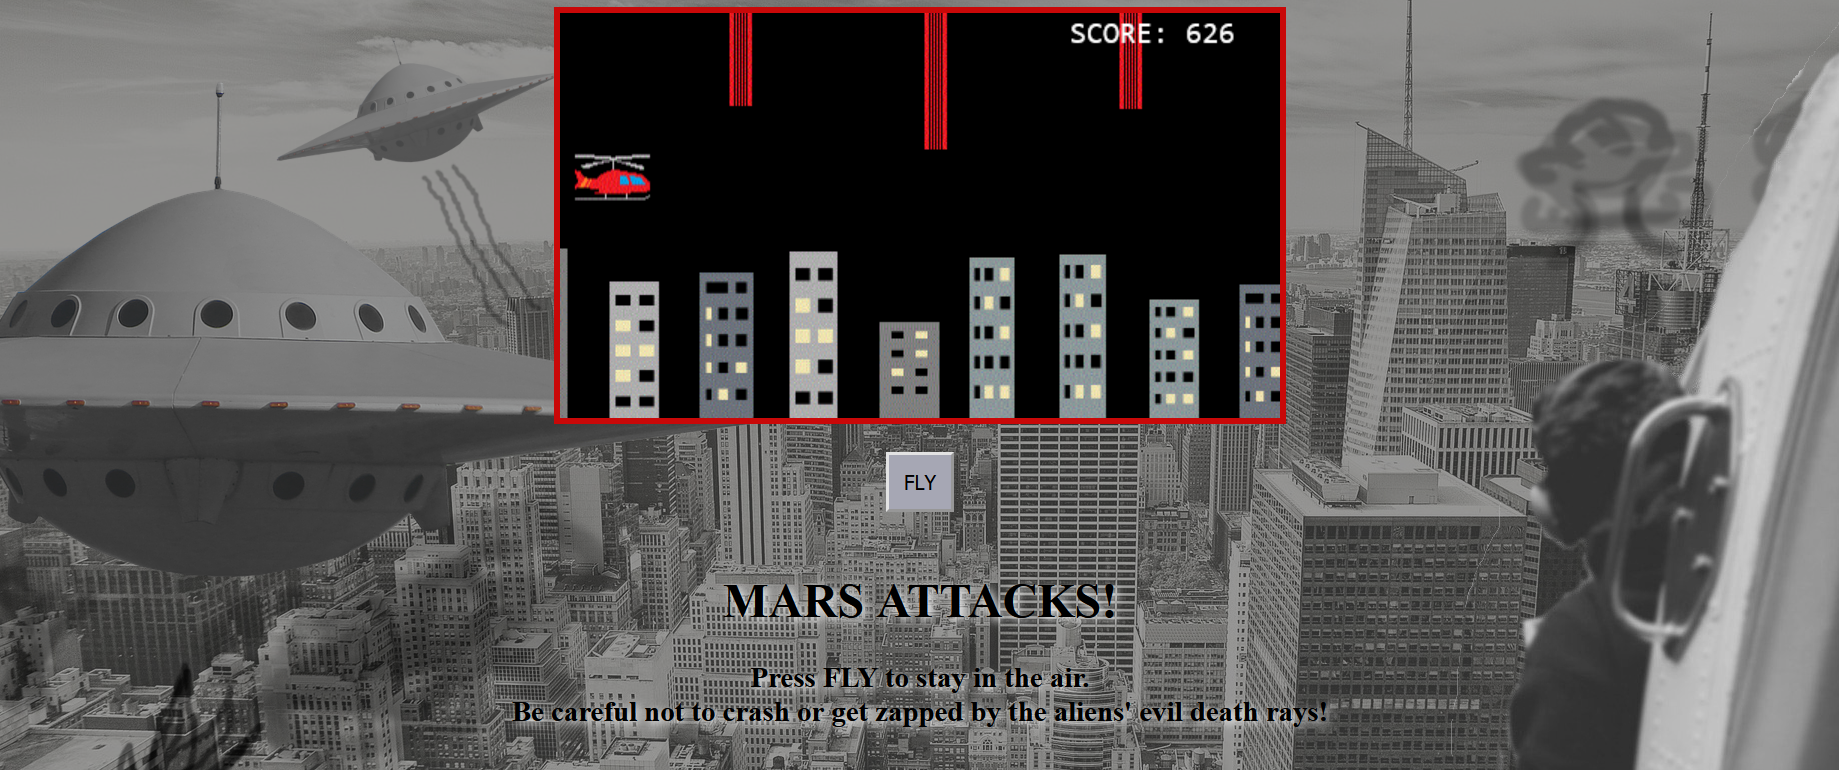 SCORE: 626
FLY
MARS ATTACKS!
Press FLY to stay in the air.
Be careful not to crash or get zapped by the aliens' evil death rays!